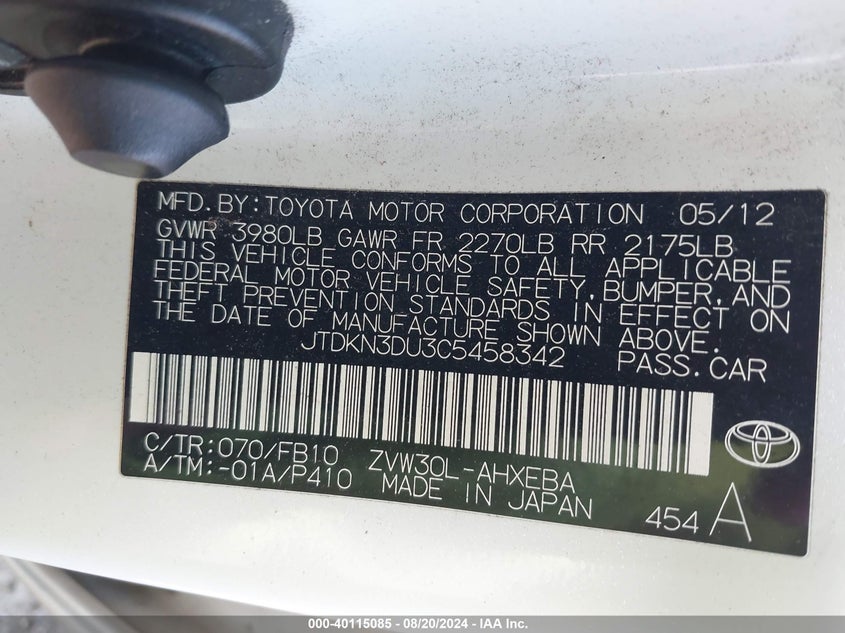 MFD. BY: TOYOTA MOTOR CORPORATION 05/12
GVWR 3980LB GAWR FR 2270LB RR 2175LB
THIS VEHICLE CONFORMS TO ALL APPLICABLE
FEDERAL MOTOR VEHICLE SAFETY, BUMPER, AND
THEFT PREVENTION STANDARDS IN EFFECT ON
THE DATE OF MANUFACTURE SHOWN ABOVE.
JTDKN3DU3C5458342 PASS. CAR
C/TR: 070/FB10 ZVW30L-AHXEBA
A/TM: -01A/P410 MADE IN JAPAN
454 A
000-40115085 - 08/20/2024 - IAA Inc.